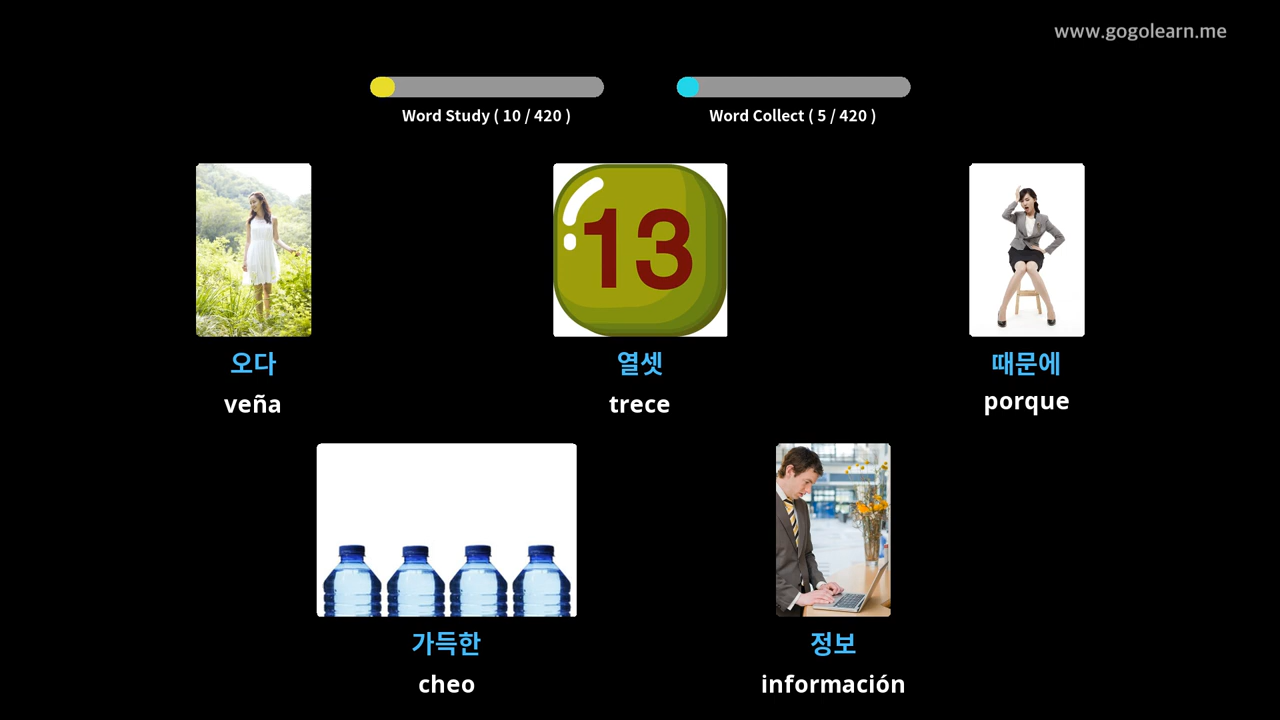 www.gogolearn.me
Word Study ( 10 / 420 )
Word Collect ( 5 / 420 )
13
오다
veña
열셋
trece
때문에
porque
가득한
cheo
정보
información